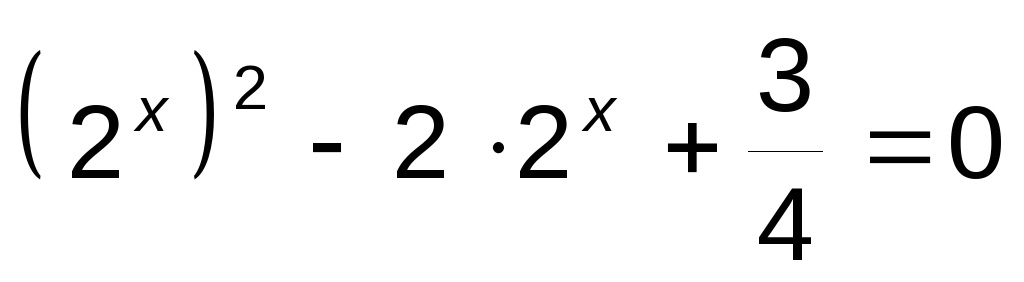 (2^x)^2 - 2 · 2^x + 3/4 = 0